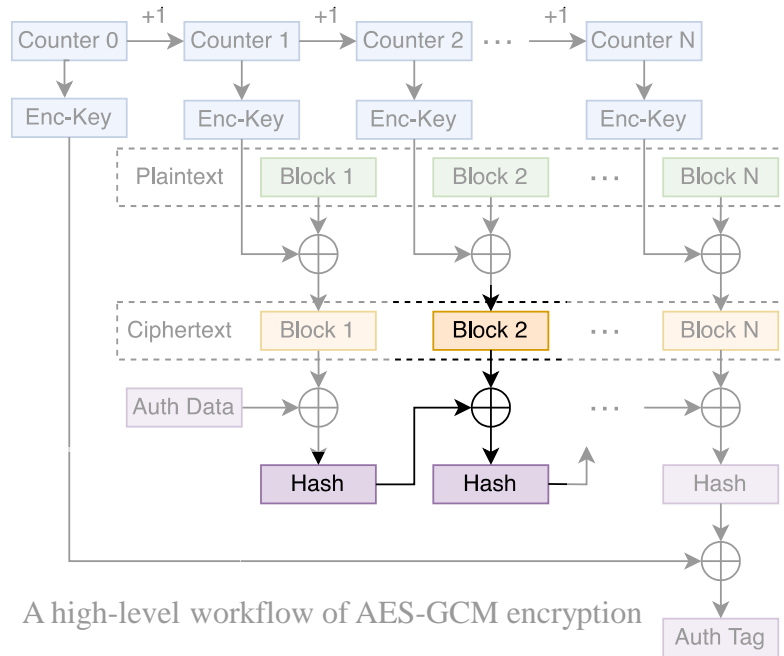 +1 +1 +1
Counter 0 Counter 1 Counter 2 ... Counter N
Enc-Key Enc-Key Enc-Key Enc-Key
Plaintext Block 1 Block 2 ... Block N
Ciphertext Block 1 Block 2 ... Block N
Auth Data ...
Hash Hash Hash
A high-level workflow of AES-GCM encryption
Auth Tag